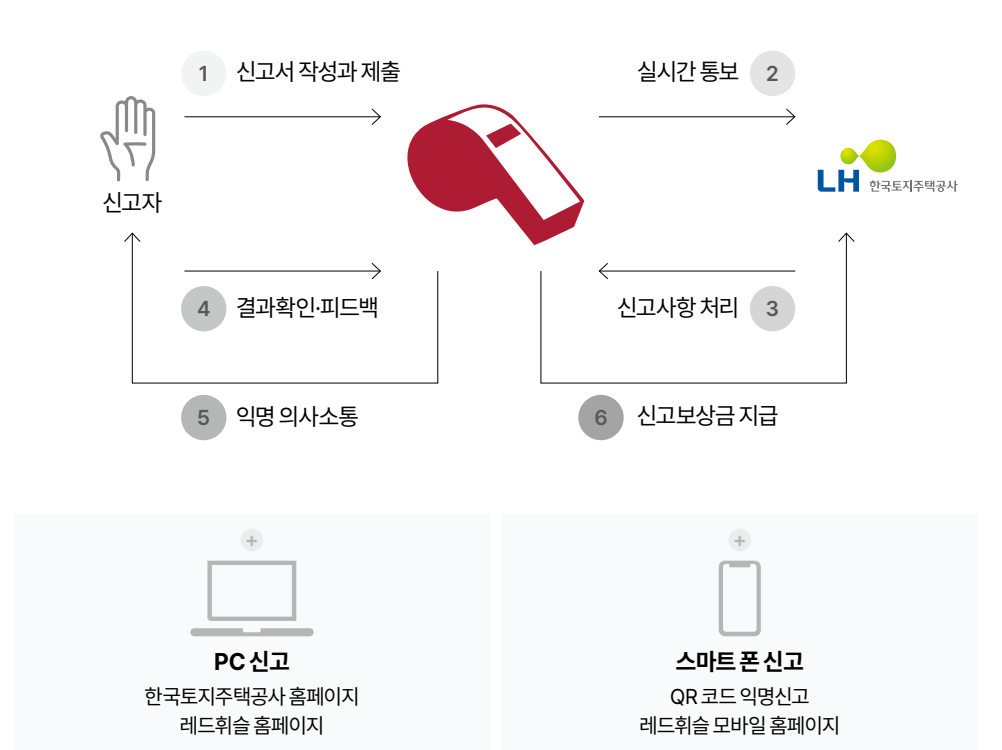 1 신고서 작성과 제출
실시간 통보 2
신고자
LH 한국토지주택공사
4 결과확인·피드백
신고사항 처리 3
5 익명 의사소통
6 신고보상금 지급
+
PC 신고
한국토지주택공사 홈페이지
레드휘슬 홈페이지
+
스마트 폰 신고
QR 코드 익명신고
레드휘슬 모바일 홈페이지